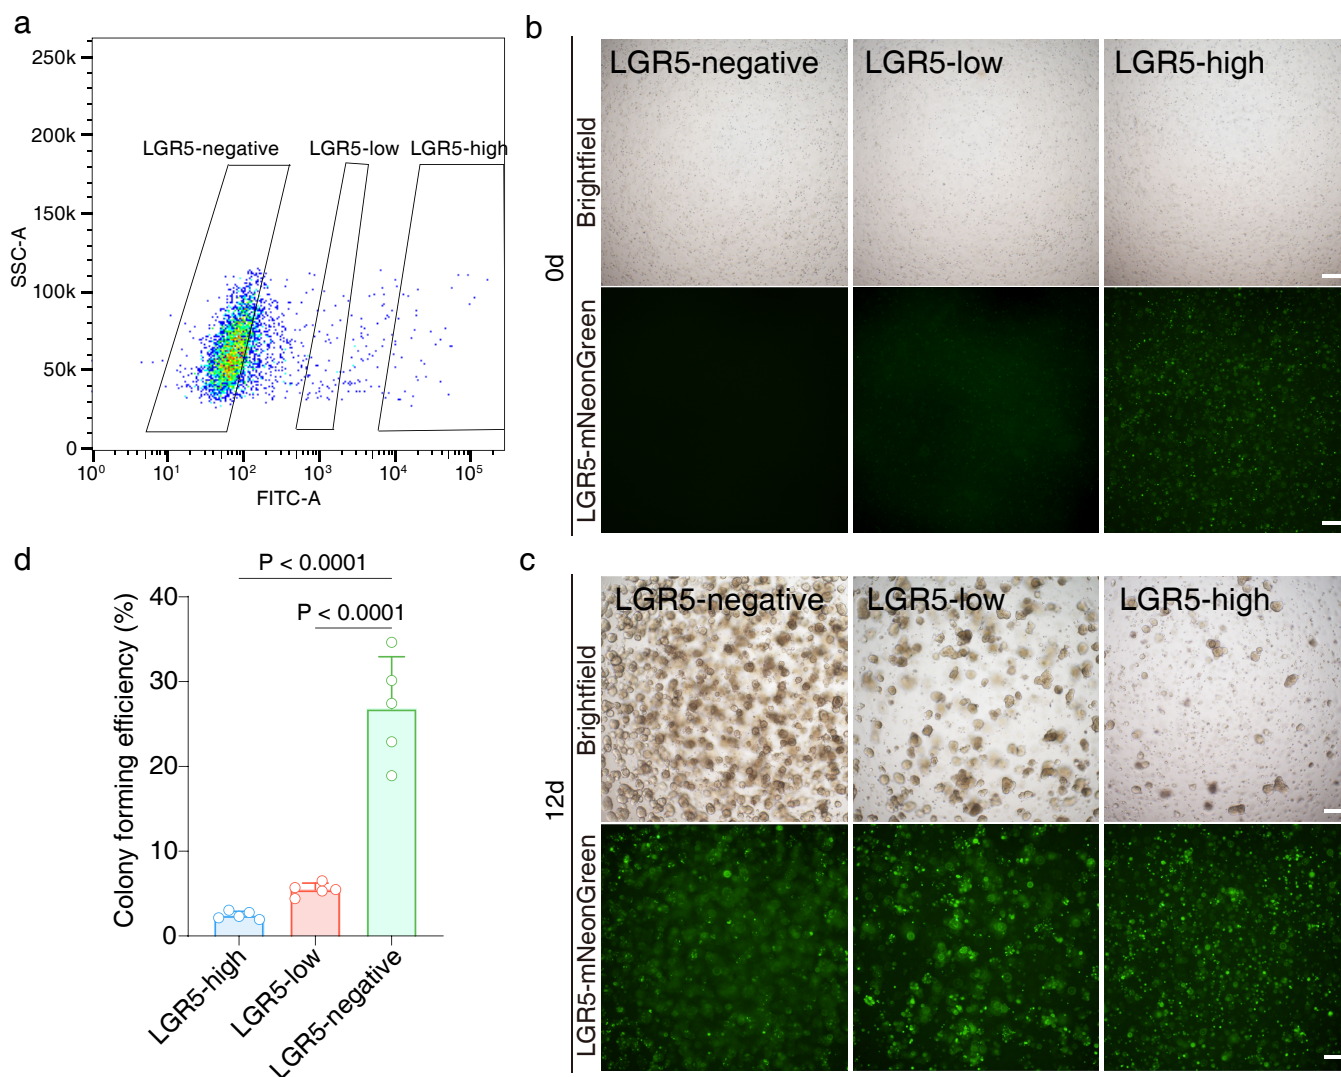 a
250k
200k
150k
100k
50k
0
SSC-A
LGR5-negative LGR5-low LGR5-high
10⁰ 10¹ 10² 10³ 10⁴ 10⁵
FITC-A
b
LGR5-negative LGR5-low LGR5-high
0d
Brightfield
LGR5-mNeonGreen
d
P < 0.0001
P < 0.0001
Colony forming efficiency (%)
40
30
20
10
0
LGR5-high
LGR5-low
LGR5-negative
c
LGR5-negative LGR5-low LGR5-high
12d
Brightfield
LGR5-mNeonGreen